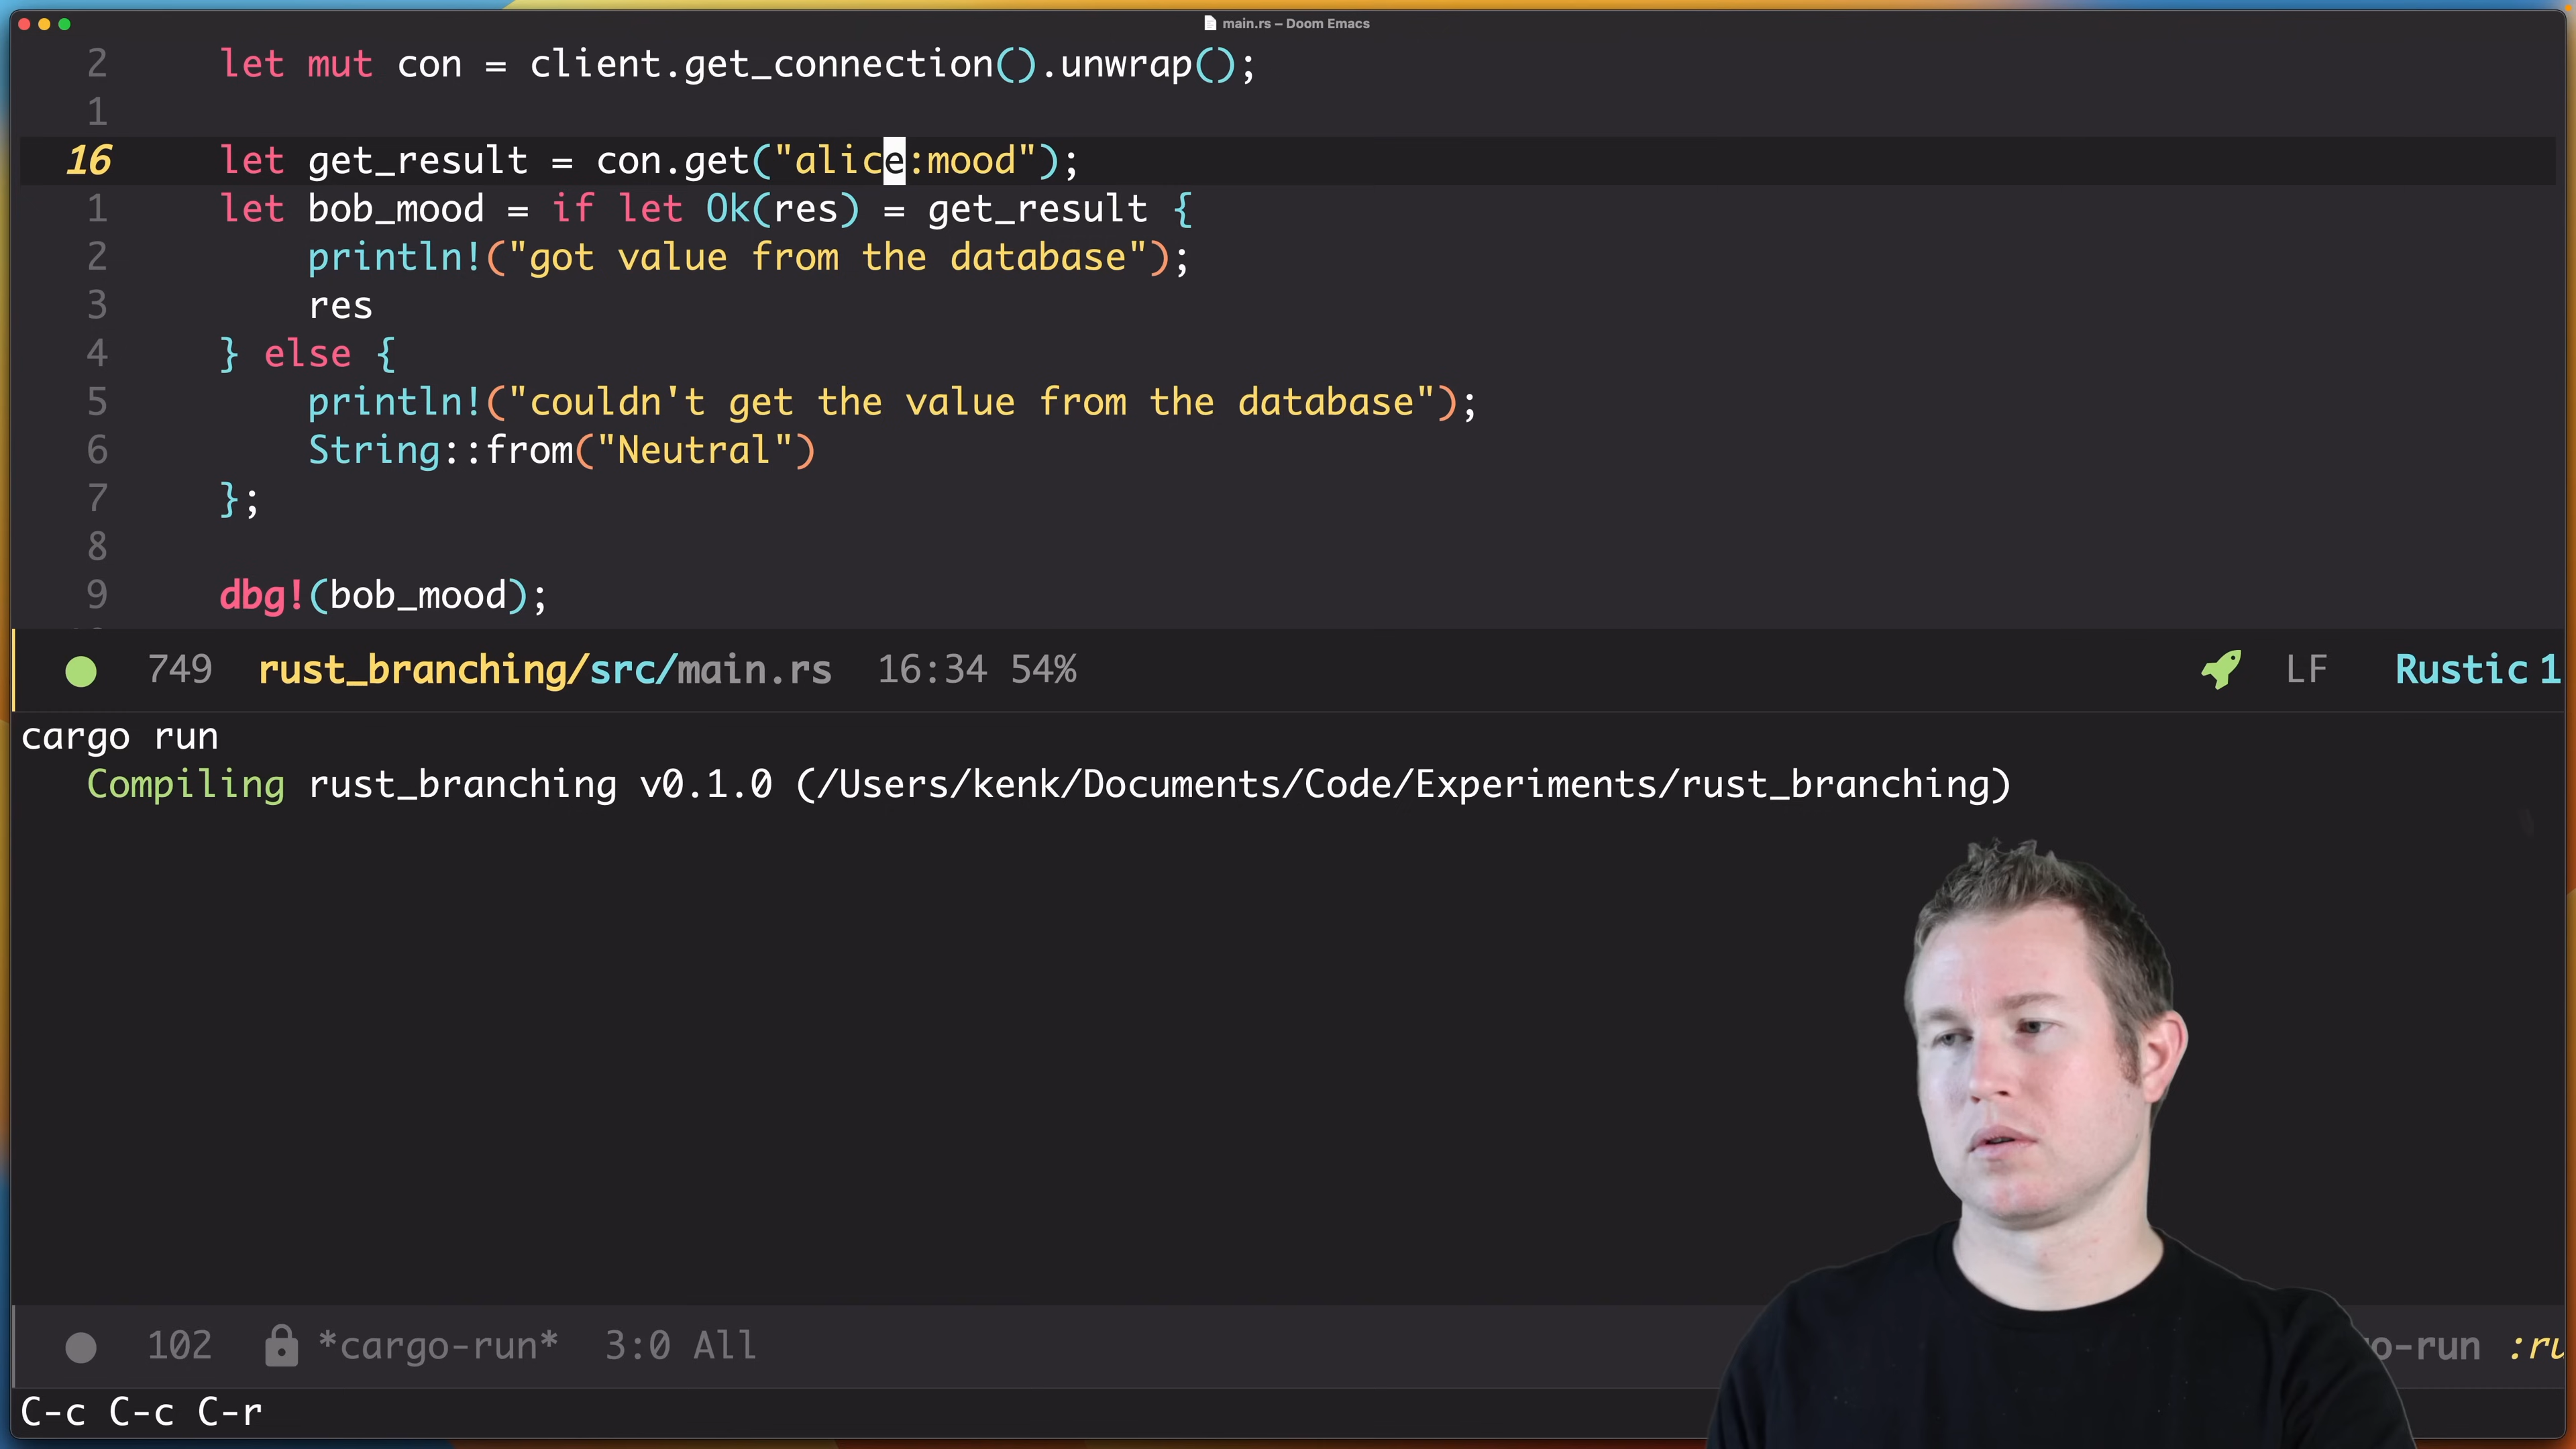 main.rs – Doom Emacs
2 let mut con = client.get_connection().unwrap();
1
16 let get_result = con.get("alice:mood");
1 let bob_mood = if let Ok(res) = get_result {
2 println!("got value from the database");
3 res
4 } else {
5 println!("couldn't get the value from the database");
6 String::from("Neutral")
7 };
8
9 dbg!(bob_mood);
749 rust_branching/src/main.rs 16:34 54% LF Rustic 1
cargo run
Compiling rust_branching v0.1.0 (/Users/kenk/Documents/Code/Experiments/rust_branching)
102 *cargo-run* 3:0 All o-run :ru
C-c C-c C-r